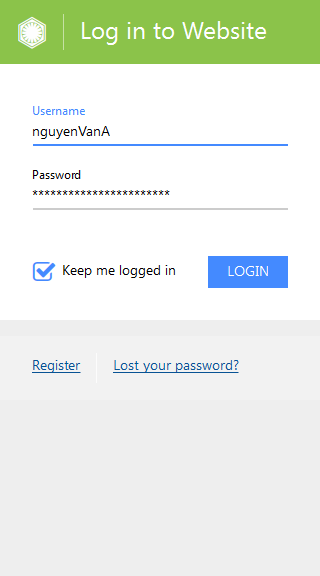 Log in to Website
Username
nguyenVanA
Password
***********************
Keep me logged in
LOGIN
Register
Lost your password?